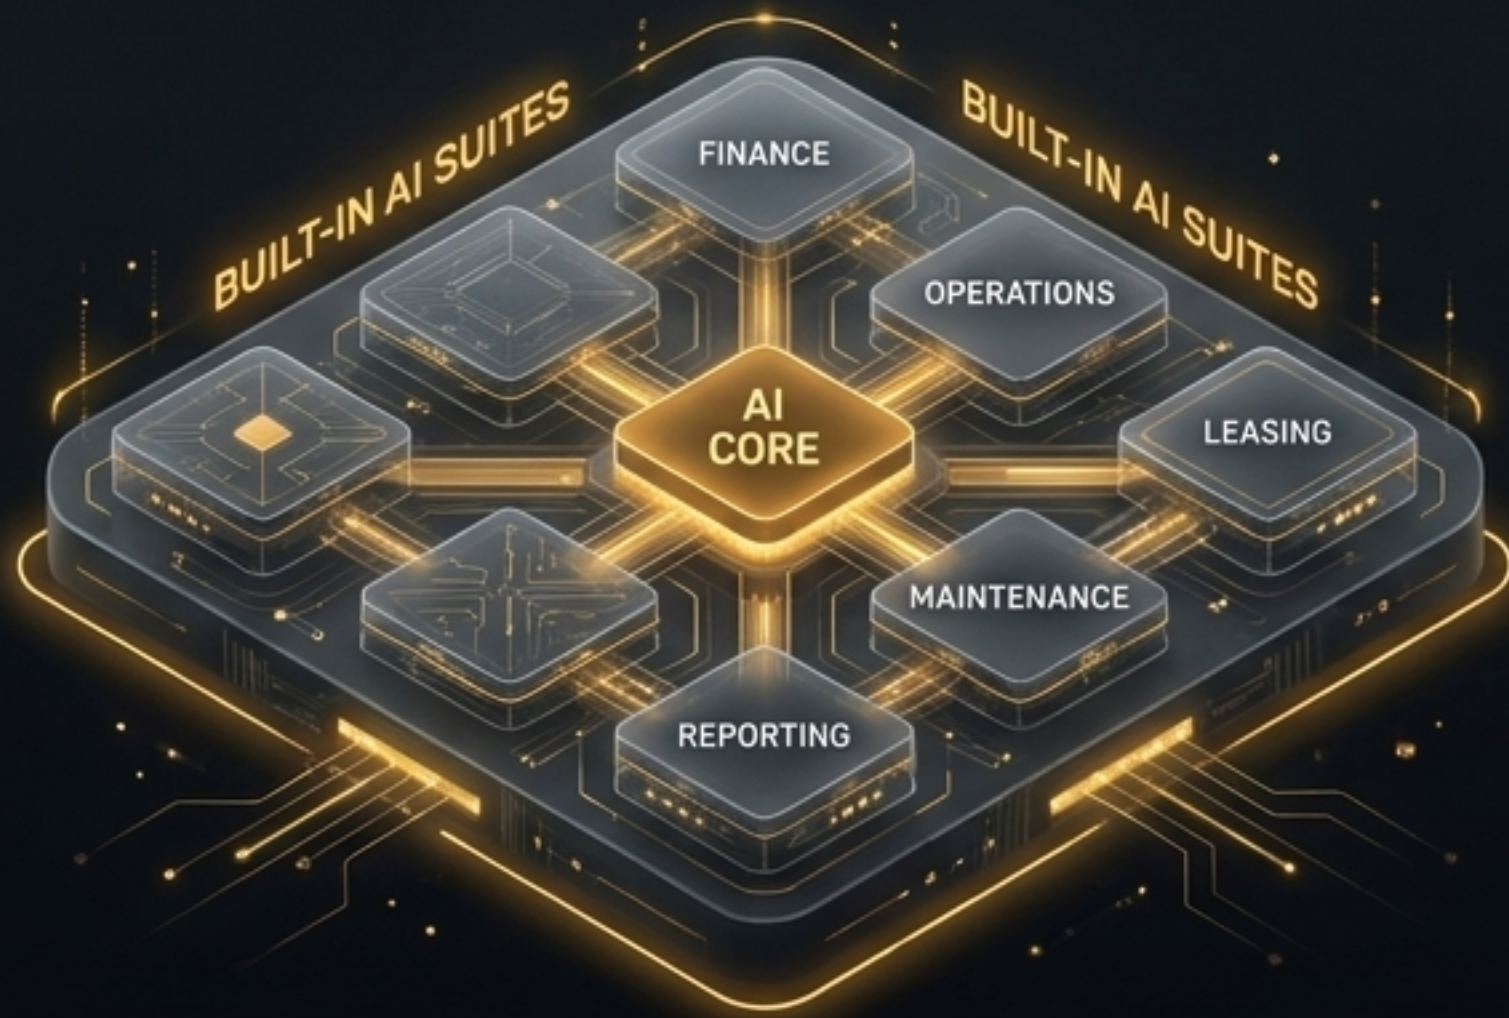 BUILT-IN AI SUITES
BUILT-IN AI SUITES
FINANCE
OPERATIONS
AI
CORE
LEASING
MAINTENANCE
REPORTING